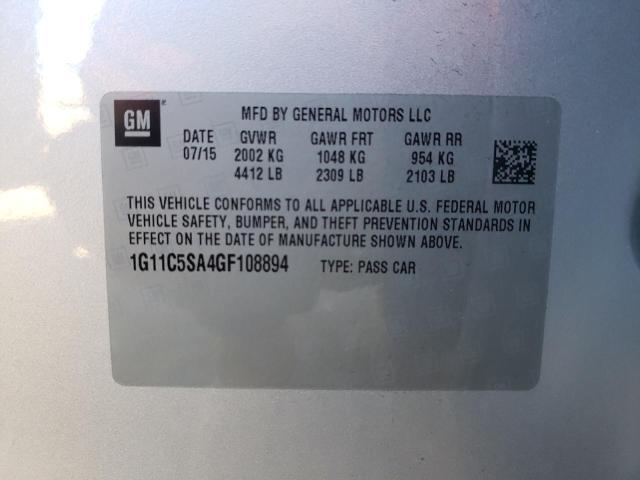 GM
MFD BY GENERAL MOTORS LLC
DATE GVWR GAWR FRT GAWR RR
07/15 2002 KG 1048 KG 954 KG
4412 LB 2309 LB 2103 LB
THIS VEHICLE CONFORMS TO ALL APPLICABLE U.S. FEDERAL MOTOR
VEHICLE SAFETY, BUMPER, AND THEFT PREVENTION STANDARDS IN
EFFECT ON THE DATE OF MANUFACTURE SHOWN ABOVE.
1G11C5SA4GF108894 TYPE: PASS CAR